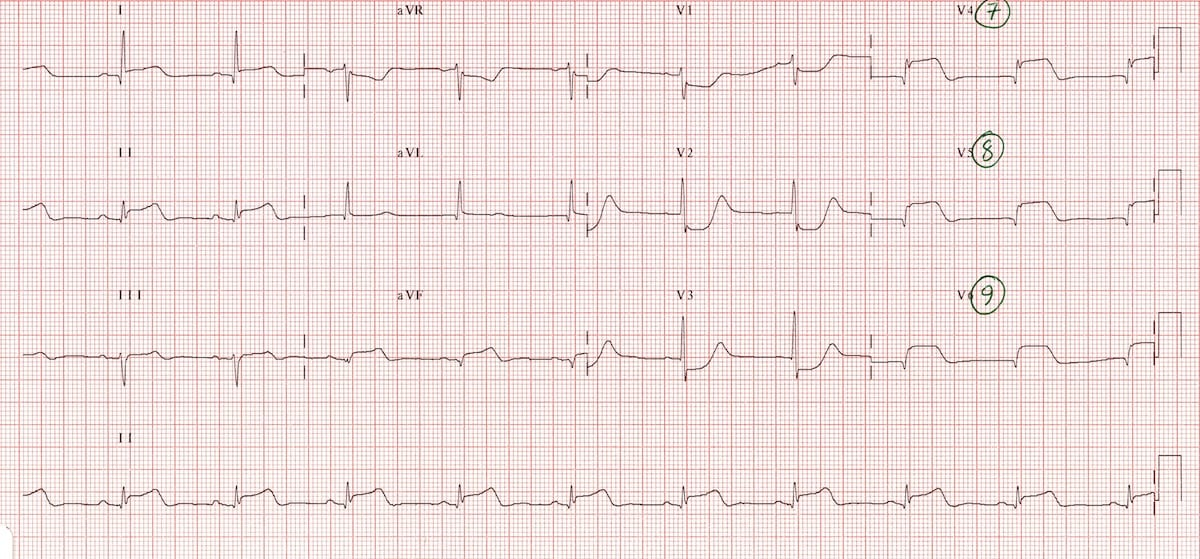 I aVR V1 V4 7
II aVL V2 V5 8
III aVF V3 V6 9
II